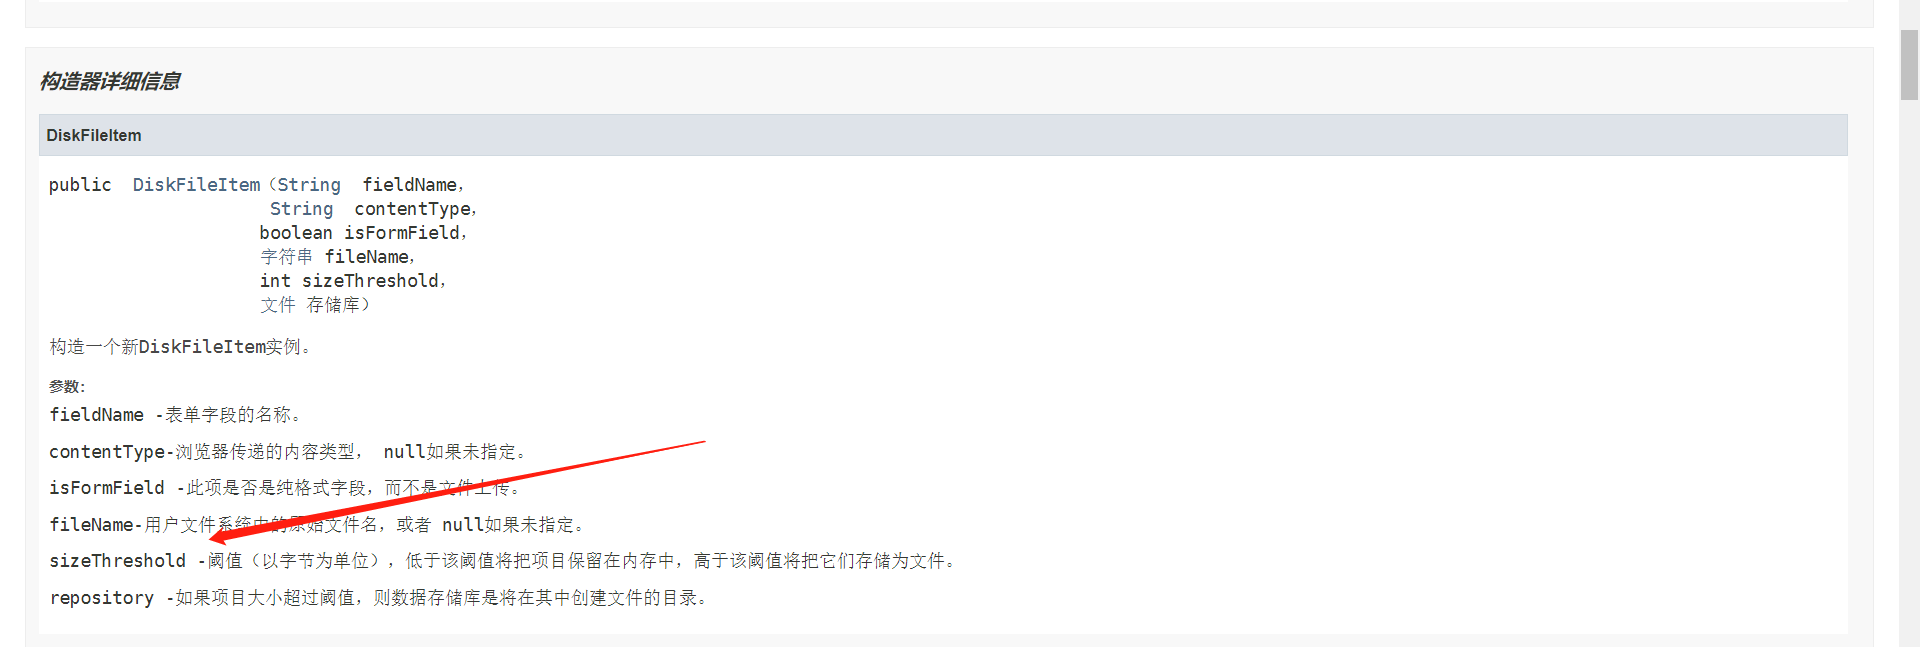 构造器详细信息
DiskFileItem
public DiskFileItem（String fieldName，
String contentType，
boolean isFormField，
字符串 fileName，
int sizeThreshold，
文件 存储库）
构造一个新DiskFileItem实例。
参数：
fieldName -表单字段的名称。
contentType-浏览器传递的内容类型， null如果未指定。
isFormField -此项是否是纯格式字段，而不是文件上传。
fileName-用户文件系统中的原始文件名，或者 null如果未指定。
sizeThreshold -阈值（以字节为单位），低于该阈值将把项目保留在内存中，高于该阈值将把它们存储为文件。
repository -如果项目大小超过阈值，则数据存储库是将在其中创建文件的目录。